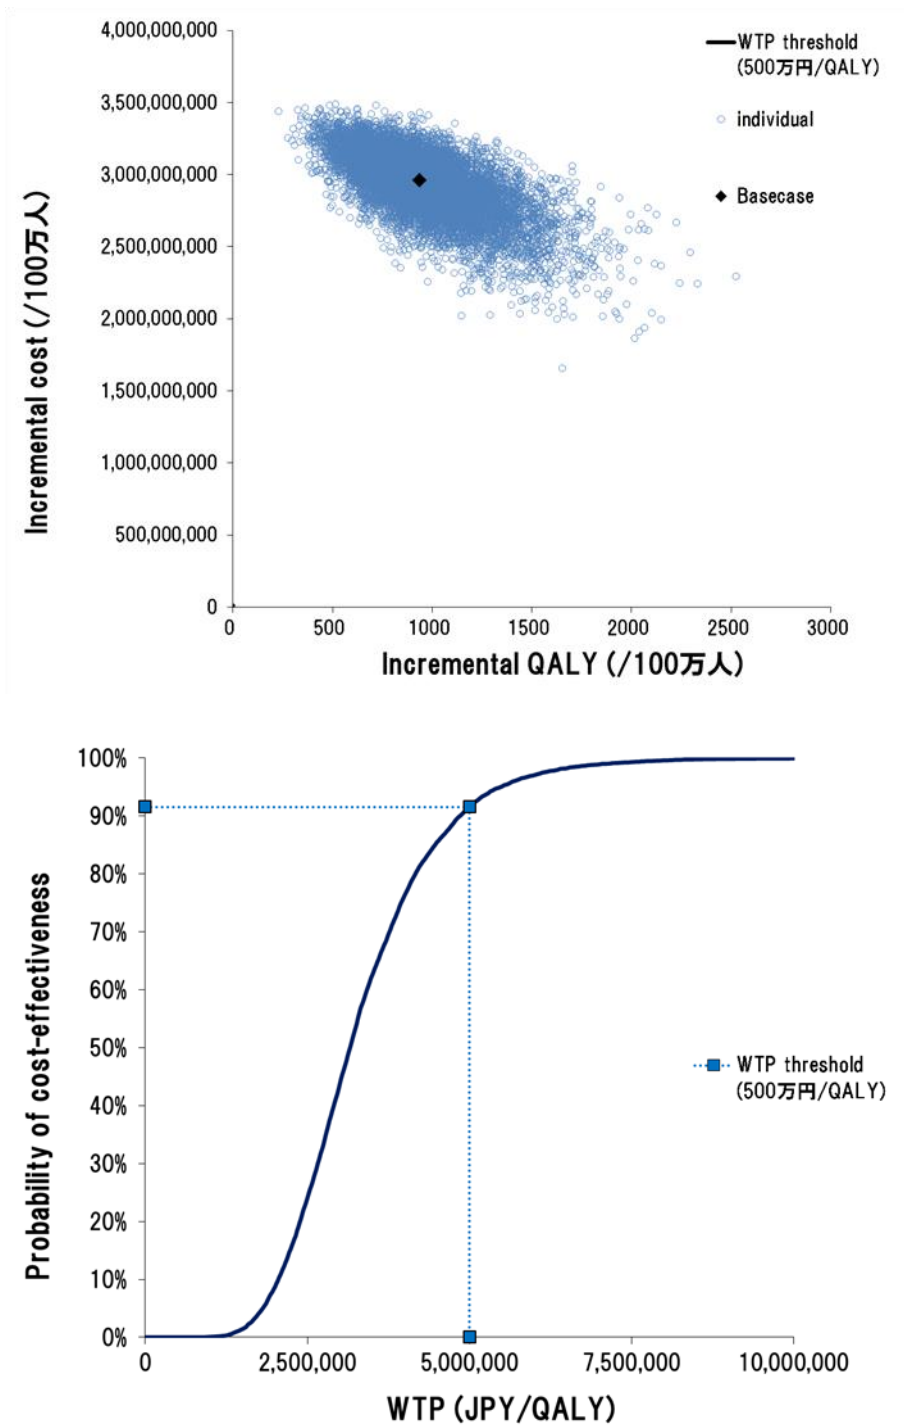 4,000,000,000
3,500,000,000
3,000,000,000
2,500,000,000
2,000,000,000
1,500,000,000
1,000,000,000
500,000,000
0
Incremental cost (/100万人)
0 500 1000 1500 2000 2500 3000
Incremental QALY (/100万人)
WTP threshold
(500万円/QALY)
individual
Basecase
100%
90%
80%
70%
60%
50%
40%
30%
20%
10%
0%
Probability of cost-effectiveness
0 2,500,000 5,000,000 7,500,000 10,000,000
WTP (JPY/QALY)
WTP threshold
(500万円/QALY)